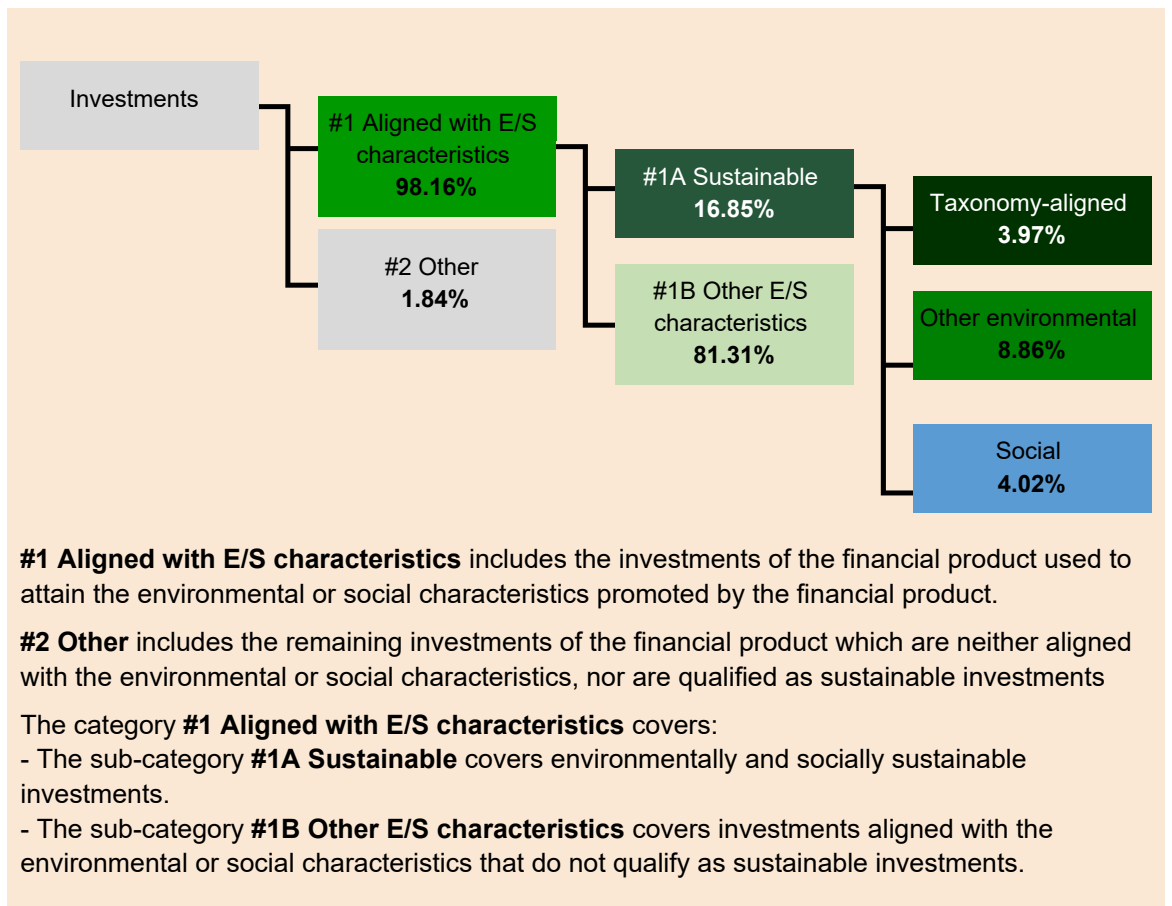 Investments
#1 Aligned with E/S
characteristics
98.16%
#2 Other
1.84%
#1A Sustainable
16.85%
#1B Other E/S
characteristics
81.31%
Taxonomy-aligned
3.97%
Other environmental
8.86%
Social
4.02%
#1 Aligned with E/S characteristics includes the investments of the financial product used to
attain the environmental or social characteristics promoted by the financial product.
#2 Other includes the remaining investments of the financial product which are neither aligned
with the environmental or social characteristics, nor are qualified as sustainable investments
The category #1 Aligned with E/S characteristics covers:
- The sub-category #1A Sustainable covers environmentally and socially sustainable
investments.
- The sub-category #1B Other E/S characteristics covers investments aligned with the
environmental or social characteristics that do not qualify as sustainable investments.